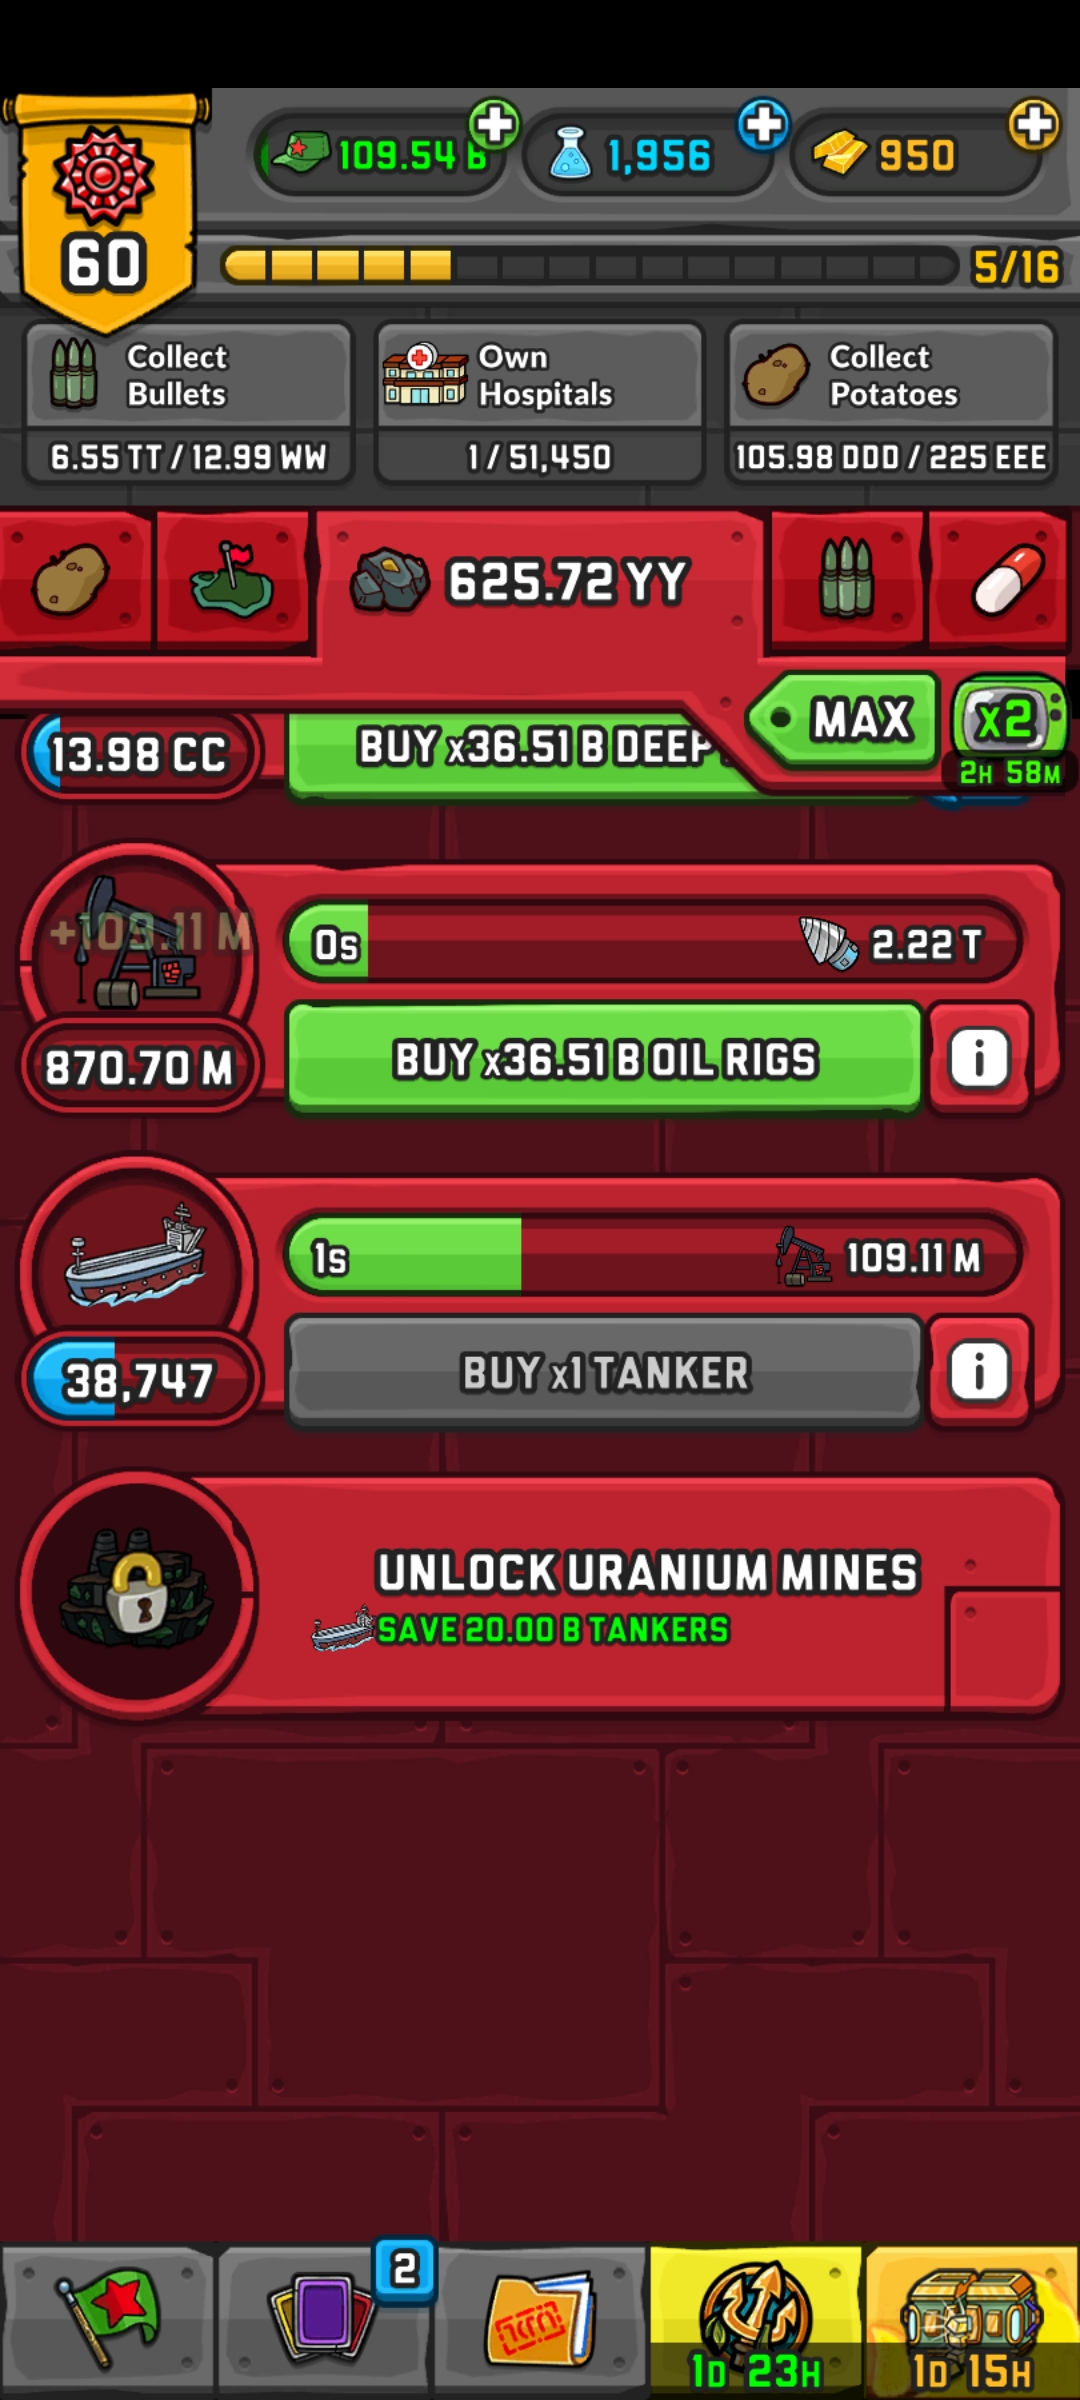 109.54 B
1,956
950
60
5/16
Collect
Bullets
6.55 TT / 12.99 WW
Own
Hospitals
1 / 51,450
Collect
Potatoes
105.98 DDD / 225 EEE
625.72 YY
MAX
x2
2H 58M
13.98 CC
BUY x36.51 B DEEP
+109.11 M
0s
2.22 T
870.70 M
BUY x36.51 B OIL RIGS
i
1s
109.11 M
38,747
BUY x1 TANKER
i
UNLOCK URANIUM MINES
SAVE 20.00 B TANKERS
2
1D 23H
1D 15H